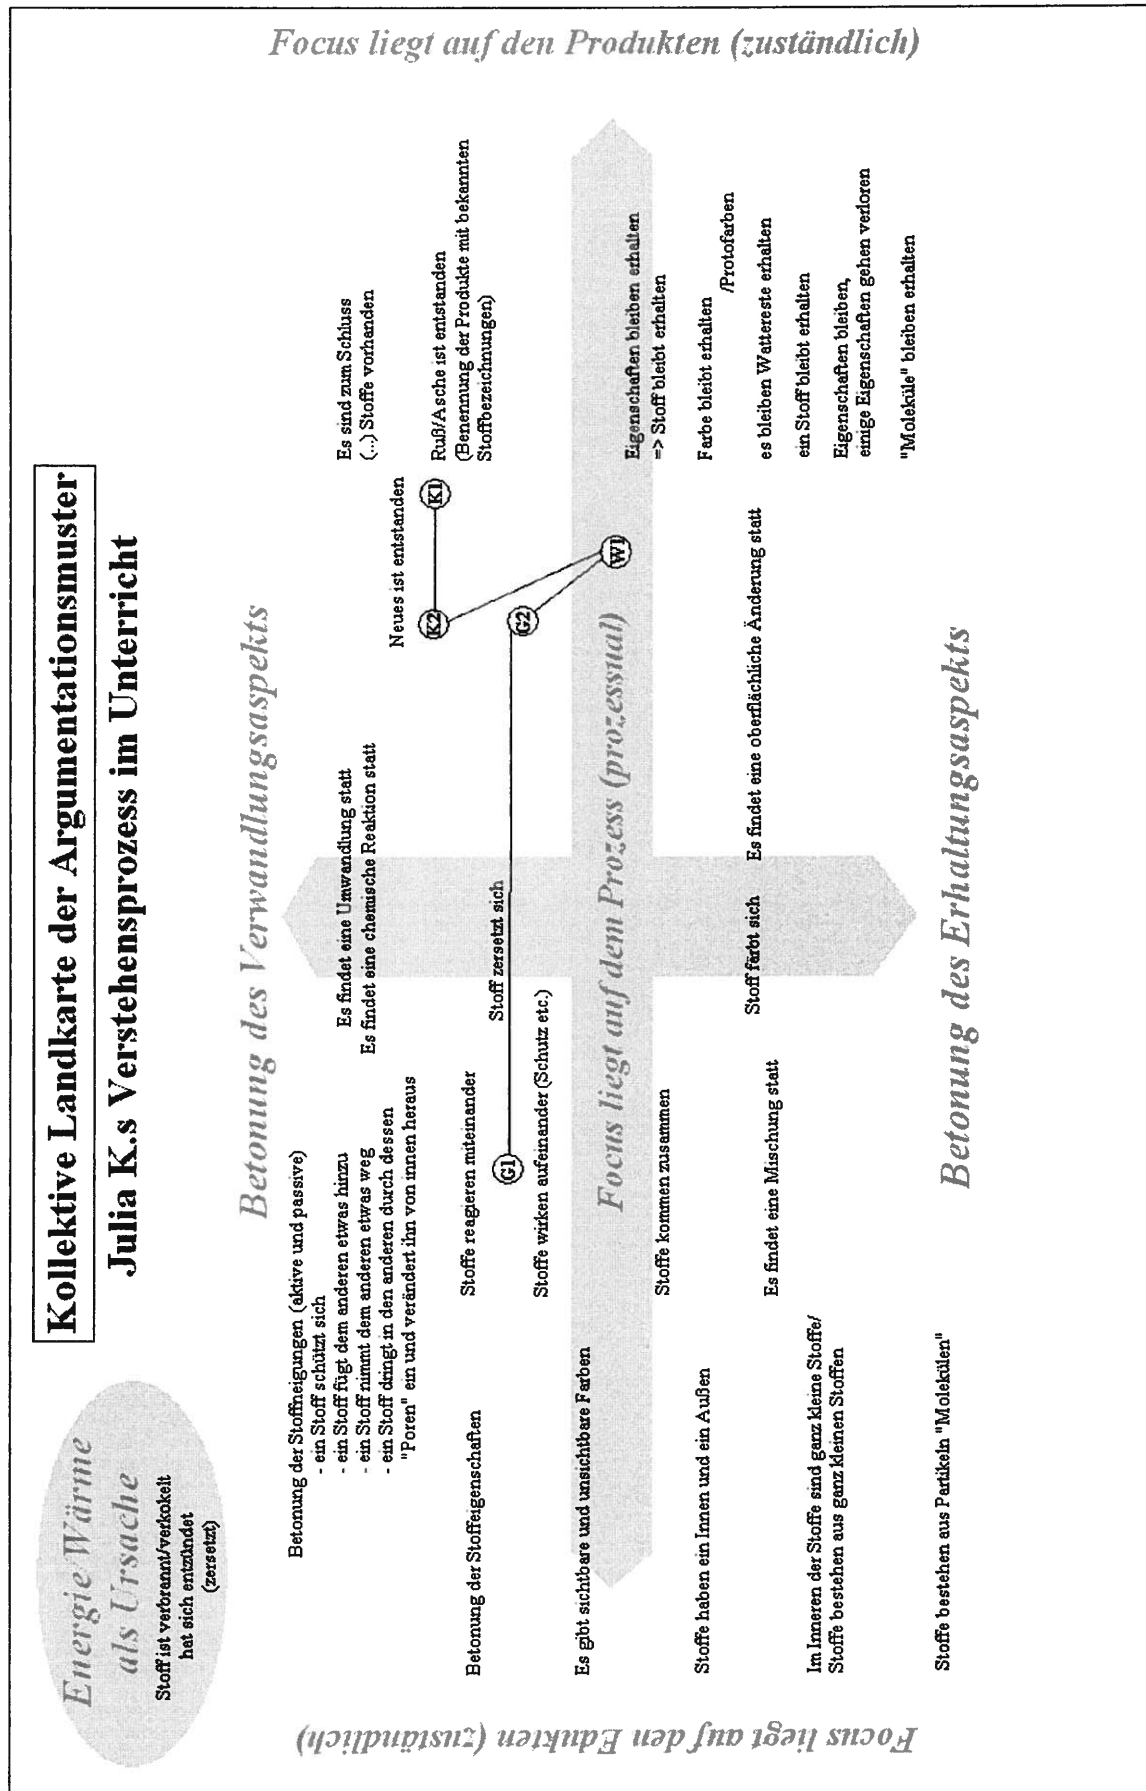 Kollektive Landkarte der Argumentationsmuster
Julia K.s Verstehensprozess im Unterricht
Energie/Wärme
als Ursache
Stoff ist verbrannt/verkokelt
hat sich entzündet
(zersetzt)
Betonung des Verwandlungsaspekts
Focus liegt auf den Edukten (zuständlich)
Betonung der Stoffneigungen (aktive und passive)
- ein Stoff schützt sich
- ein Stoff fügt dem anderen etwas hinzu
- ein Stoff nimmt dem anderen etwas weg
- ein Stoff dringt in den anderen durch dessen
"Poren" ein und verändert ihn von innen heraus
Es findet eine Umwandlung statt
Es findet eine chemische Reaktion statt
Es sind zum Schluss
(...) Stoffe vorhanden
Neues ist entstanden
Ruß/Asche ist entstanden
(Benennung der Produkte mit bekannten
Stoffbezeichnungen)
K2
K1
Betonung der Stoffeigenschaften
Stoffe reagieren miteinander
Stoff zersetzt sich
G1
G2
Stoffe wirken aufeinander (Schutz etc.)
Es gibt sichtbare und unsichtbare Farben
Focus liegt auf dem Prozess (prozessual)
W1
Eigenschaften bleiben erhalten
=> Stoff bleibt erhalten
Stoffe kommen zusammen
Stoffe haben ein Innen und ein Außen
Farbe bleibt erhalten
/Protofarben
Stoff färbt sich
Es findet eine oberflächliche Änderung statt
es bleiben Wattereste erhalten
Es findet eine Mischung statt
ein Stoff bleibt erhalten
Im Inneren der Stoffe sind ganz kleine Stoffe/
Stoffe bestehen aus ganz kleinen Stoffen
Eigenschaften bleiben,
einige Eigenschaften gehen verloren
"Moleküle" bleiben erhalten
Stoffe bestehen aus Partikeln "Molekülen"
Betonung des Erhaltungsaspekts
Focus liegt auf den Produkten (zuständlich)